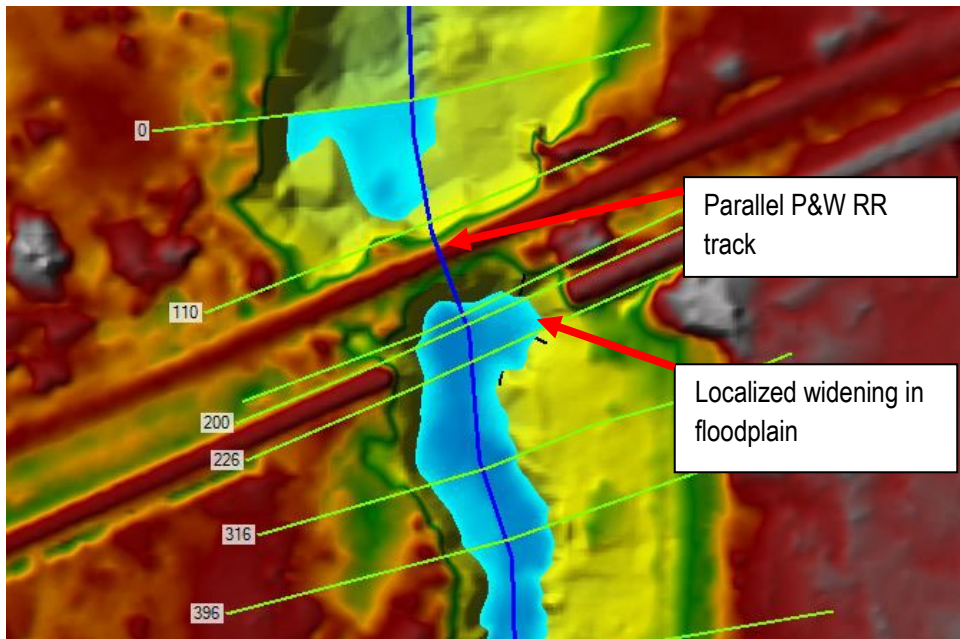 0
Parallel P&W RR
track
110
Localized widening in
floodplain
200
226
316
396